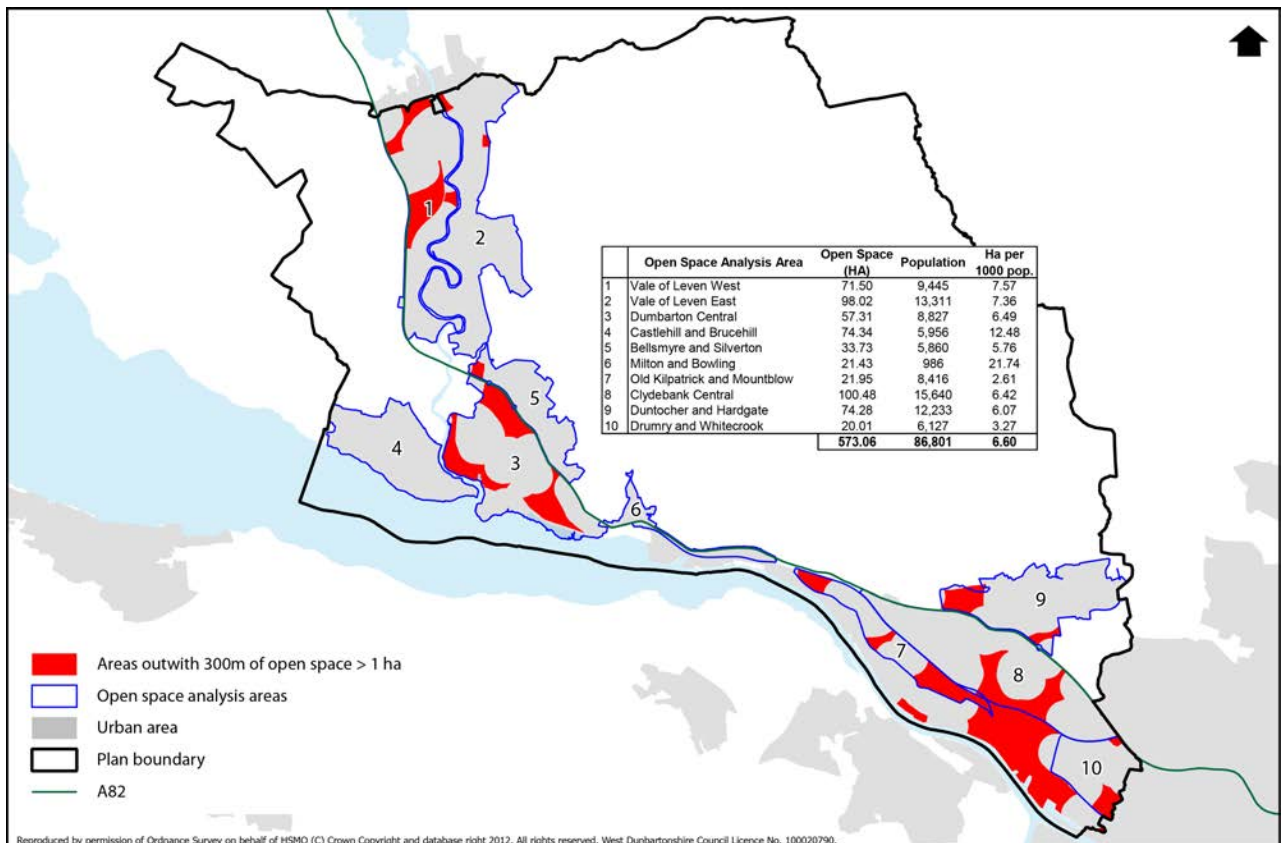 Open Space Analysis Area Open Space (HA) Population Ha per 1000 pop.
1 Vale of Leven West 71.50 9,445 7.57
2 Vale of Leven East 98.02 13,311 7.36
3 Dumbarton Central 57.31 8,827 6.49
4 Castlehill and Brucehill 74.34 5,956 12.48
5 Bellsmyre and Silverton 33.73 5,860 5.76
6 Milton and Bowling 21.43 986 21.74
7 Old Kilpatrick and Mountblow 21.95 8,416 2.61
8 Clydebank Central 100.48 15,640 6.42
9 Duntocher and Hardgate 74.28 12,233 6.07
10 Drumry and Whitecrook 20.01 6,127 3.27
573.06 86,801 6.60
1
2
3
4
5
6
7
8
9
10
Areas outwith 300m of open space > 1 ha
Open space analysis areas
Urban area
Plan boundary
A82
Reproduced by permission of Ordnance Survey on behalf of HSMO (C) Crown Copyright and database right 2012. All rights reserved. West Dunbartonshire Council Licence No. 100020790.